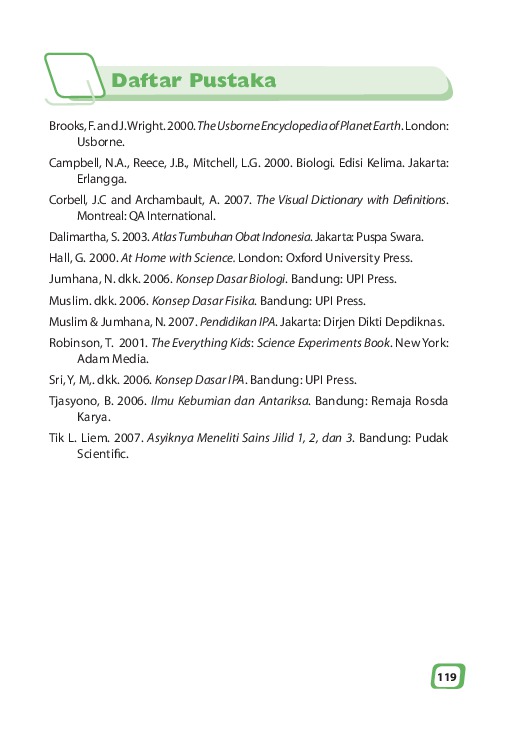 Daftar Pustaka
Brooks, F. and J. Wright. 2000. The Usborne Encyclopedia of Planet Earth. London:
Usborne.
Campbell, N.A., Reece, J.B., Mitchell, L.G. 2000. Biologi. Edisi Kelima. Jakarta:
Erlangga.
Corbell, J.C and Archambault, A. 2007. The Visual Dictionary with Definitions.
Montreal: QA International.
Dalimartha, S. 2003. Atlas Tumbuhan Obat Indonesia. Jakarta: Puspa Swara.
Hall, G. 2000. At Home with Science. London: Oxford University Press.
Jumhana, N. dkk. 2006. Konsep Dasar Biologi. Bandung: UPI Press.
Muslim. dkk. 2006. Konsep Dasar Fisika. Bandung: UPI Press.
Muslim & Jumhana, N. 2007. Pendidikan IPA. Jakarta: Dirjen Dikti Depdiknas.
Robinson, T. 2001. The Everything Kids: Science Experiments Book. New York:
Adam Media.
Sri, Y, M,. dkk. 2006. Konsep Dasar IPA. Bandung: UPI Press.
Tjasyono, B. 2006. Ilmu Kebumian dan Antariksa. Bandung: Remaja Rosda
Karya.
Tik L. Liem. 2007. Asyiknya Meneliti Sains Jilid 1, 2, dan 3. Bandung: Pudak
Scientific.
119